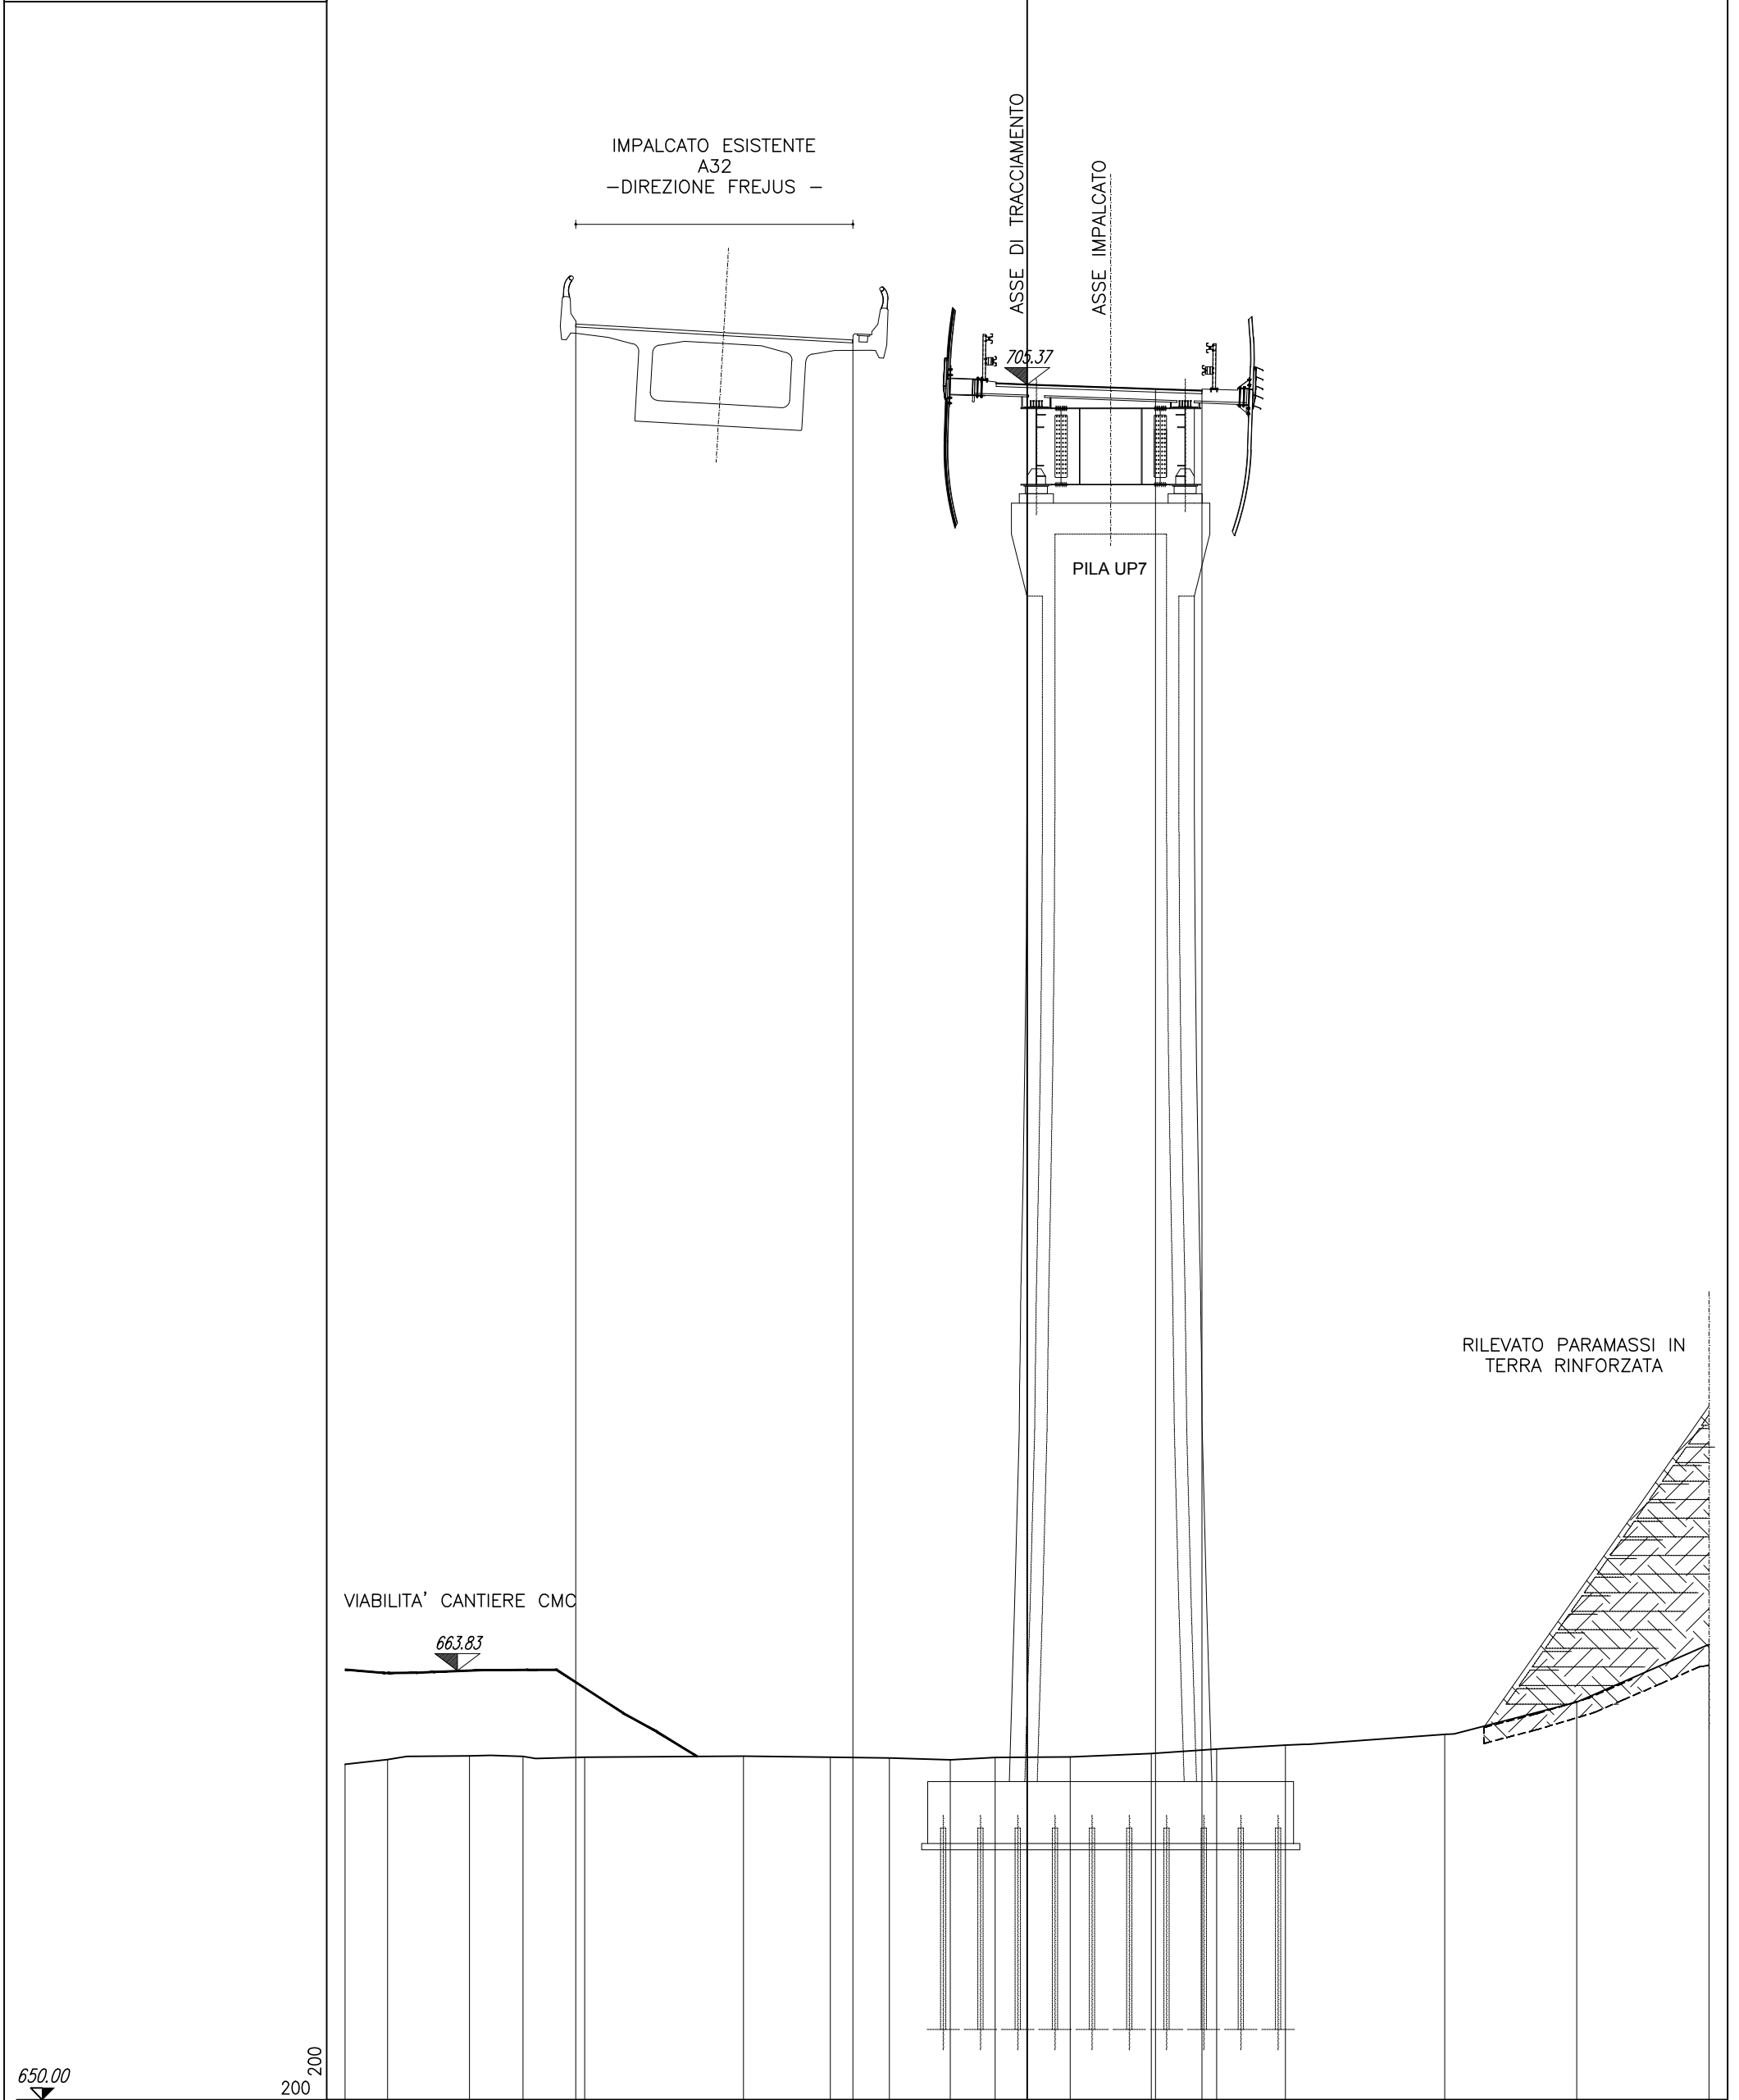 IMPALCATO ESISTENTE
A32
-DIREZIONE FREJUS -
ASSE DI TRACCIAMENTO
ASSE IMPALCATO
705.37
PILA UP7
RILEVATO PARAMASSI IN
TERRA RINFORZATA
VIABILITA' CANTIERE CMC
663.83
650.00
200
200